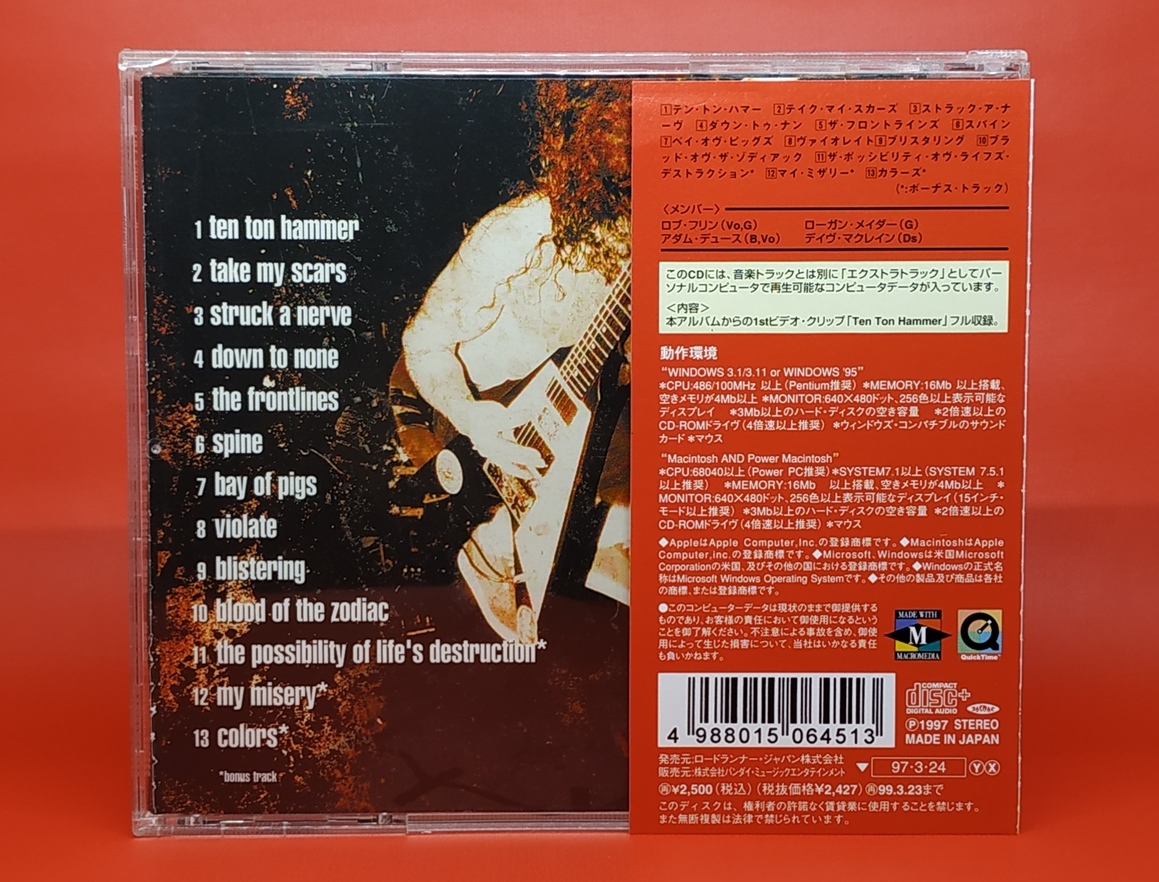 1 ten ton hammer
2 take my scars
3 struck a nerve
4 down to none
5 the frontlines
6 spine
7 bay of pigs
8 violate
9 blistering
10 blood of the zodiac
11 the possibility of life's destruction*
12 my misery*
13 colors*
*bonus track
1テン・トン・ハマー 2テイク・マイ・スカーズ 3ストラック・ア・ナ
ーヴ 4ダウン・トゥ・ナン 5ザ・フロントラインズ 6スパイン
7ベイ・オヴ・ピッグズ 8ヴァイオレイト 9ブリスタリング 10ブラ
ッド・オヴ・ザ・ゾディアック 11ザ・ポッシビリティ・オヴ・ライフズ・
デストラクション* 12マイ・ミザリー* 13カラーズ*
(*:ボーナス・トラック)
〈メンバー〉
ロブ・フリン(Vo,G) ローガン・メイダー(G)
アダム・デュース(B,Vo) デイヴ・マクレイン(Ds)
このCDには、音楽トラックとは別に「エクストラトラック」としてパー
ソナルコンピュータで再生可能なコンピュータデータが入っています。
<内容>
本アルバムからの1stビデオ・クリップ「Ten Ton Hammer」フル収録。
動作環境
“WINDOWS 3.1/3.11 or WINDOWS '95”
*CPU:486/100MHz 以上(Pentium推奨) *MEMORY:16Mb 以上搭載、
空きメモリが4Mb以上 *MONITOR:640×480ドット、256色以上表示可能な
ディスプレイ *3Mb以上のハード・ディスクの空き容量 *2倍速以上の
CD-ROMドライヴ(4倍速以上推奨) *ウィンドウズ・コンパチブルのサウンド
カード *マウス
“Macintosh AND Power Macintosh”
*CPU:68040以上(Power PC推奨) *SYSTEM7.1以上(SYSTEM 7.5.1
以上推奨) *MEMORY:16Mb 以上搭載、空きメモリが4Mb以上 *
MONITOR:640×480ドット、256色以上表示可能なディスプレイ(15インチ・
モード以上推奨) *3Mb以上のハード・ディスクの空き容量 *2倍速以上の
CD-ROMドライヴ(4倍速以上推奨) *マウス
◆AppleはApple Computer,Inc.の登録商標です。◆MacintoshはApple
Computer,inc.の登録商標です。◆Microsoft、Windowsは米国Microsoft
Corporationの米国、及びその他の国における登録商標です。◆Windowsの正式名
称はMicrosoft Windows Operating Systemです。◆その他の製品及び商品は各社
の商標、または登録商標です。
●このコンピューターデータは現状のままで御提供する
ものであり、お客様の責任において御使用になるという
ことを御了解ください。不注意による事故を含め、御使
用によって生じた損害について、当社はいかなる責任
も負いかねます。
MADE WITH
M
MACROMEDIA
QuickTime™
4 988015 064513
COMPACT
disc+
DIGITAL AUDIO
Ⓟ1997 STEREO
MADE IN JAPAN
発売元:ロードランナー・ジャパン株式会社
販売元:株式会社バンダイ・ミュージックエンタテインメント
▼ 97・3・24 Ⓨ Ⓧ
㊢¥2,500(税込)(税抜価格¥2,427) ㊢99.3.23まで
このディスクは、権利者の許諾なく賃貸業に使用することを禁じます。
また無断複製は法律で禁じられています。